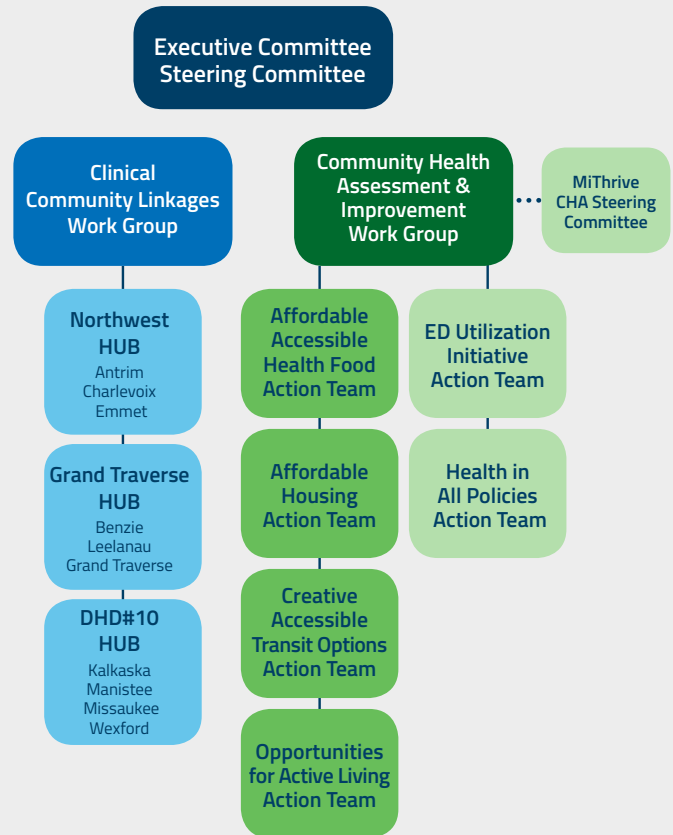 Executive Committee
Steering Committee
Clinical
Community Linkages
Work Group
Community Health
Assessment &
Improvement
Work Group
MiThrive
CHA Steering
Committee
Northwest
HUB
Antrim
Charlevoix
Emmet
Grand Traverse
HUB
Benzie
Leelanau
Grand Traverse
DHD#10
HUB
Kalkaska
Manistee
Missaukee
Wexford
Affordable
Accessible
Health Food
Action Team
Affordable
Housing
Action Team
Creative
Accessible
Transit Options
Action Team
Opportunities
for Active Living
Action Team
ED Utilization
Initiative
Action Team
Health in
All Policies
Action Team